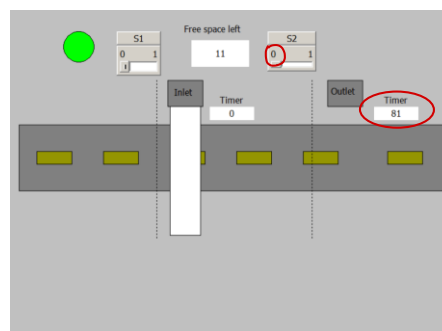 Free space left
S1
0 1
11
S2
0 1
Inlet
Timer
0
Outlet
Timer
81